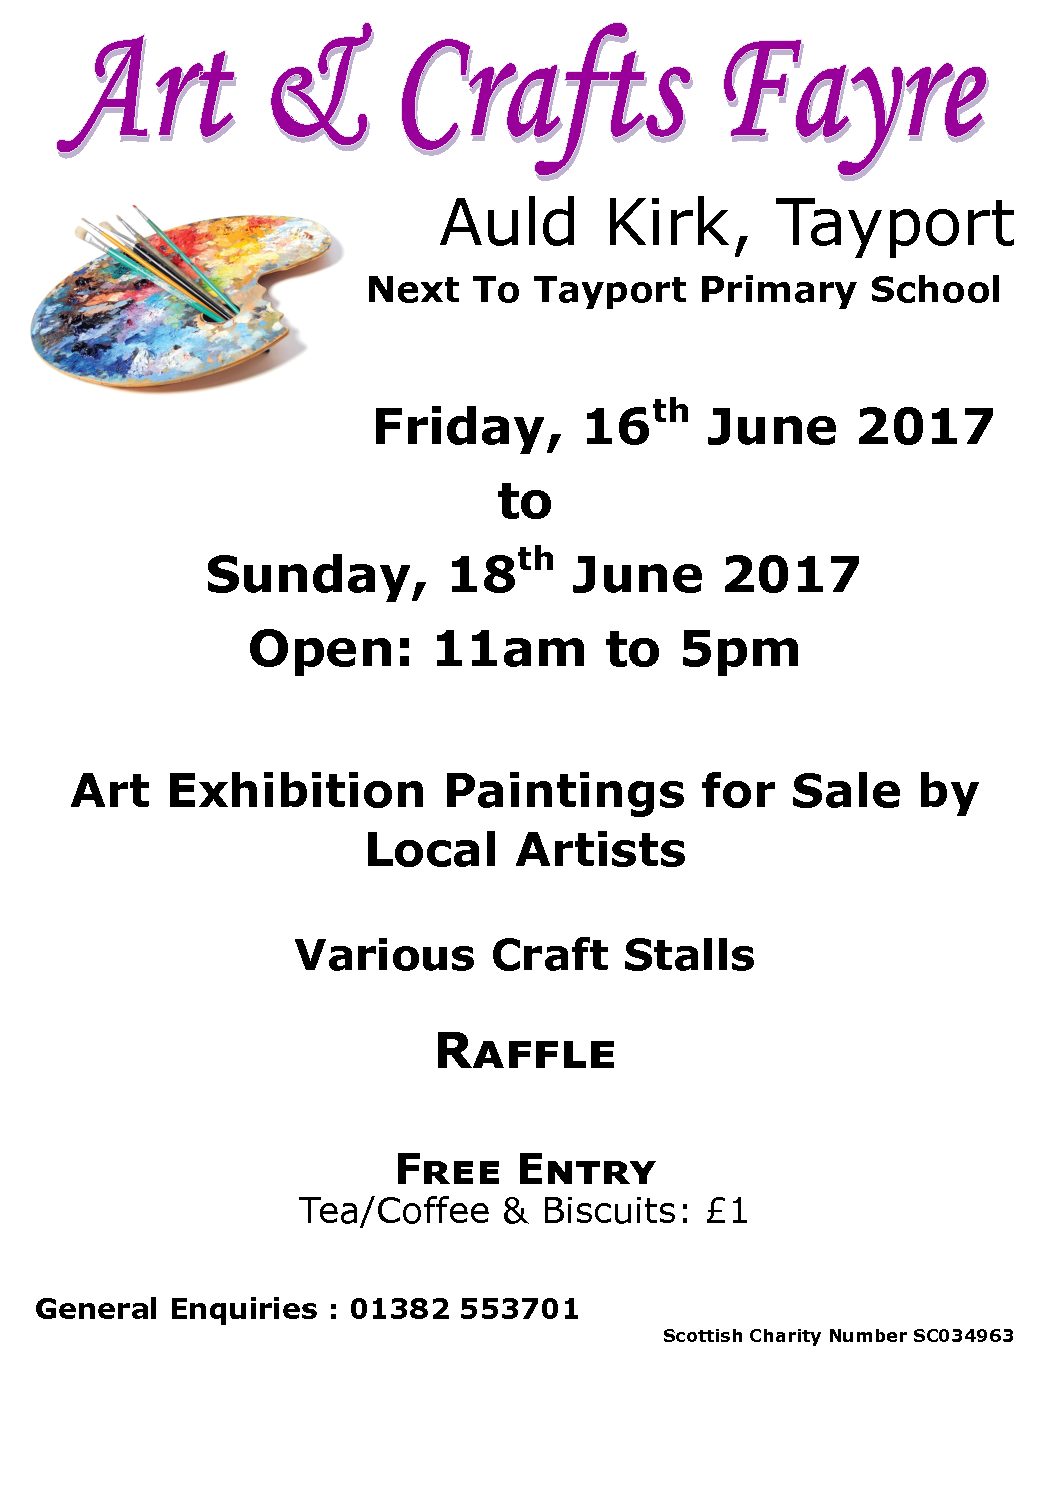 Art & Crafts Fayre
Auld Kirk, Tayport
Next To Tayport Primary School
Friday, 16th June 2017
to
Sunday, 18th June 2017
Open: 11am to 5pm
Art Exhibition Paintings for Sale by
Local Artists
Various Craft Stalls
RAFFLE
FREE ENTRY
Tea/Coffee & Biscuits: £1
General Enquiries : 01382 553701
Scottish Charity Number SC034963